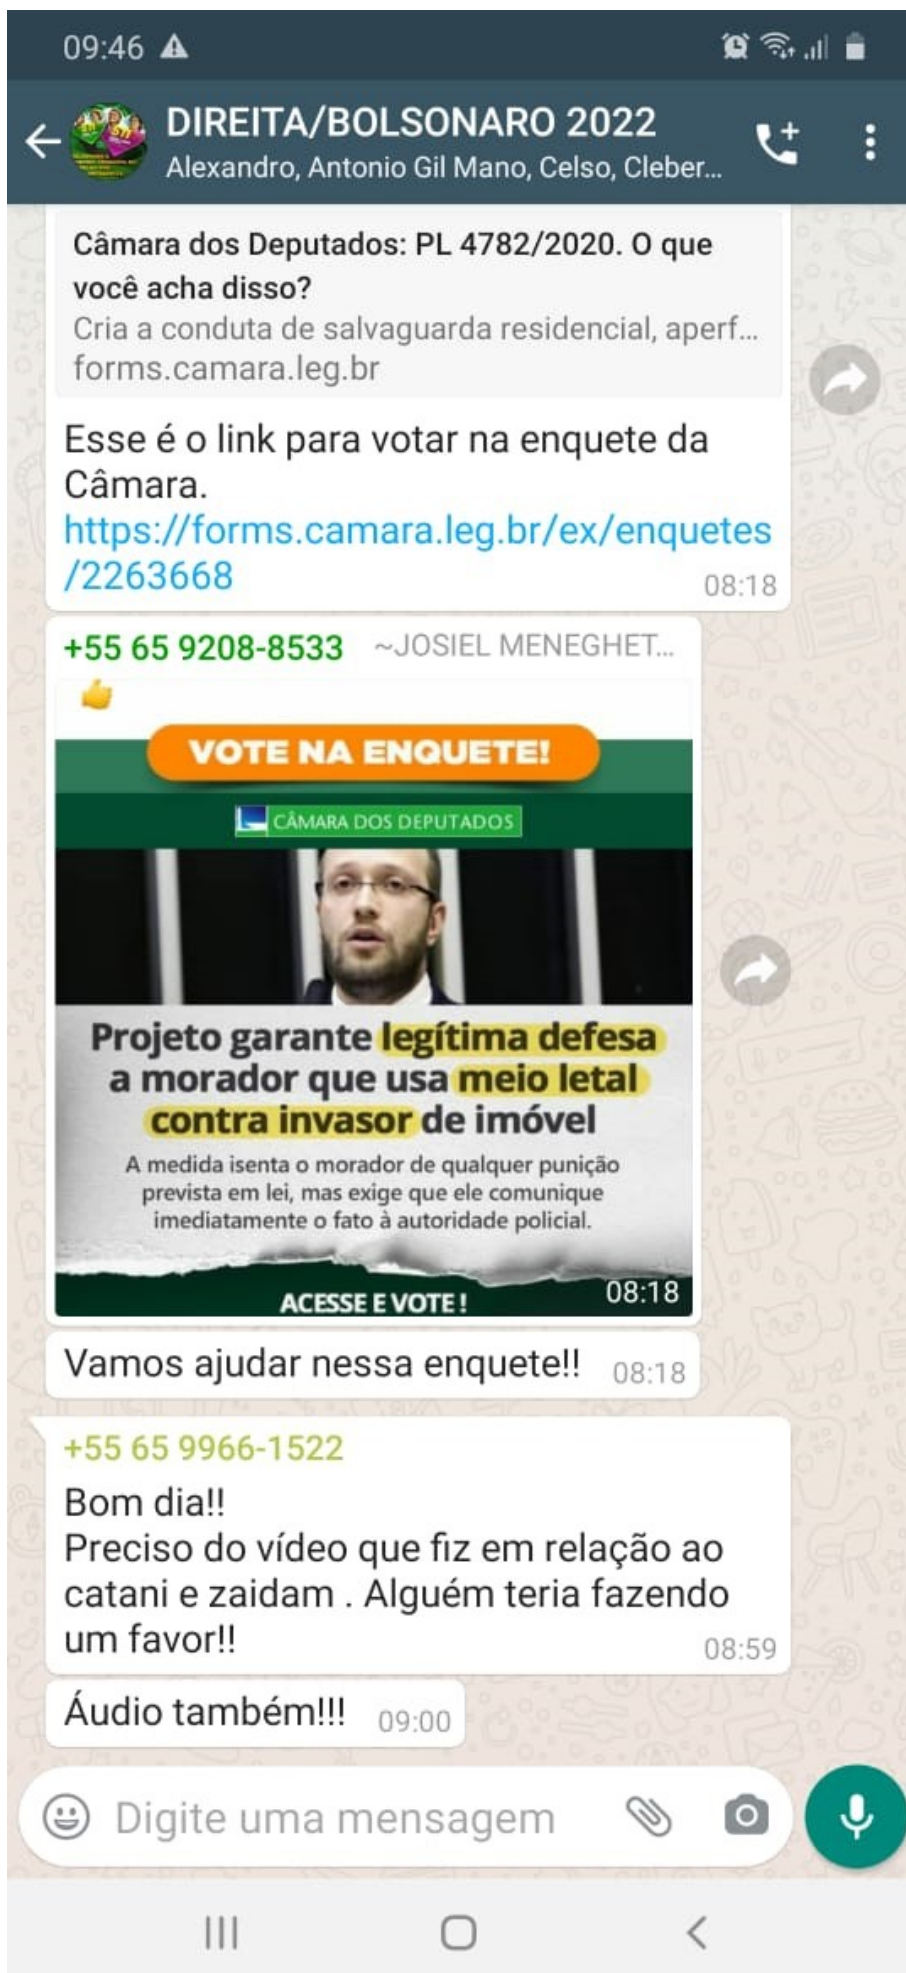 09:46
DIREITA/BOLSONARO 2022
Alexandro, Antonio Gil Mano, Celso, Cleber...
Câmara dos Deputados: PL 4782/2020. O que
você acha disso?
Cria a conduta de salvaguarda residencial, aperf...
forms.camara.leg.br
Esse é o link para votar na enquete da
Câmara.
https://forms.camara.leg.br/ex/enquetes
/2263668
08:18
+55 65 9208-8533 ~JOSIEL MENEGHET...
VOTE NA ENQUETE!
CÂMARA DOS DEPUTADOS
Projeto garante legítima defesa
a morador que usa meio letal
contra invasor de imóvel
A medida isenta o morador de qualquer punição
prevista em lei, mas exige que ele comunique
imediatamente o fato à autoridade policial.
ACESSE E VOTE!
08:18
Vamos ajudar nessa enquete!! 08:18
+55 65 9966-1522
Bom dia!!
Preciso do vídeo que fiz em relação ao
catani e zaidam . Alguém teria fazendo
um favor!!
08:59
Áudio também!!! 09:00
Digite uma mensagem